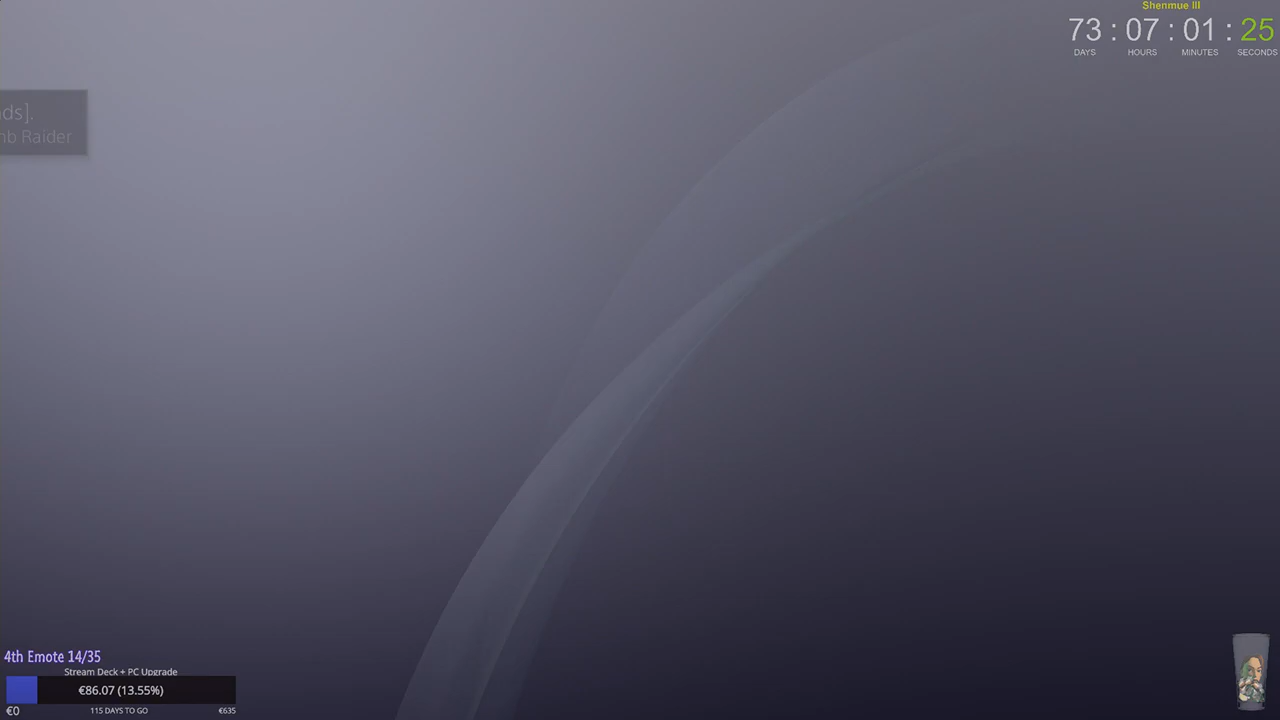 Shenmue III
73 : 07 : 01 : 25
DAYS HOURS MINUTES SECONDS
ds].
Raider
4th Emote 14/35
Stream Deck + PC Upgrade
€86.07 (13.55%)
€0 115 DAYS TO GO €635